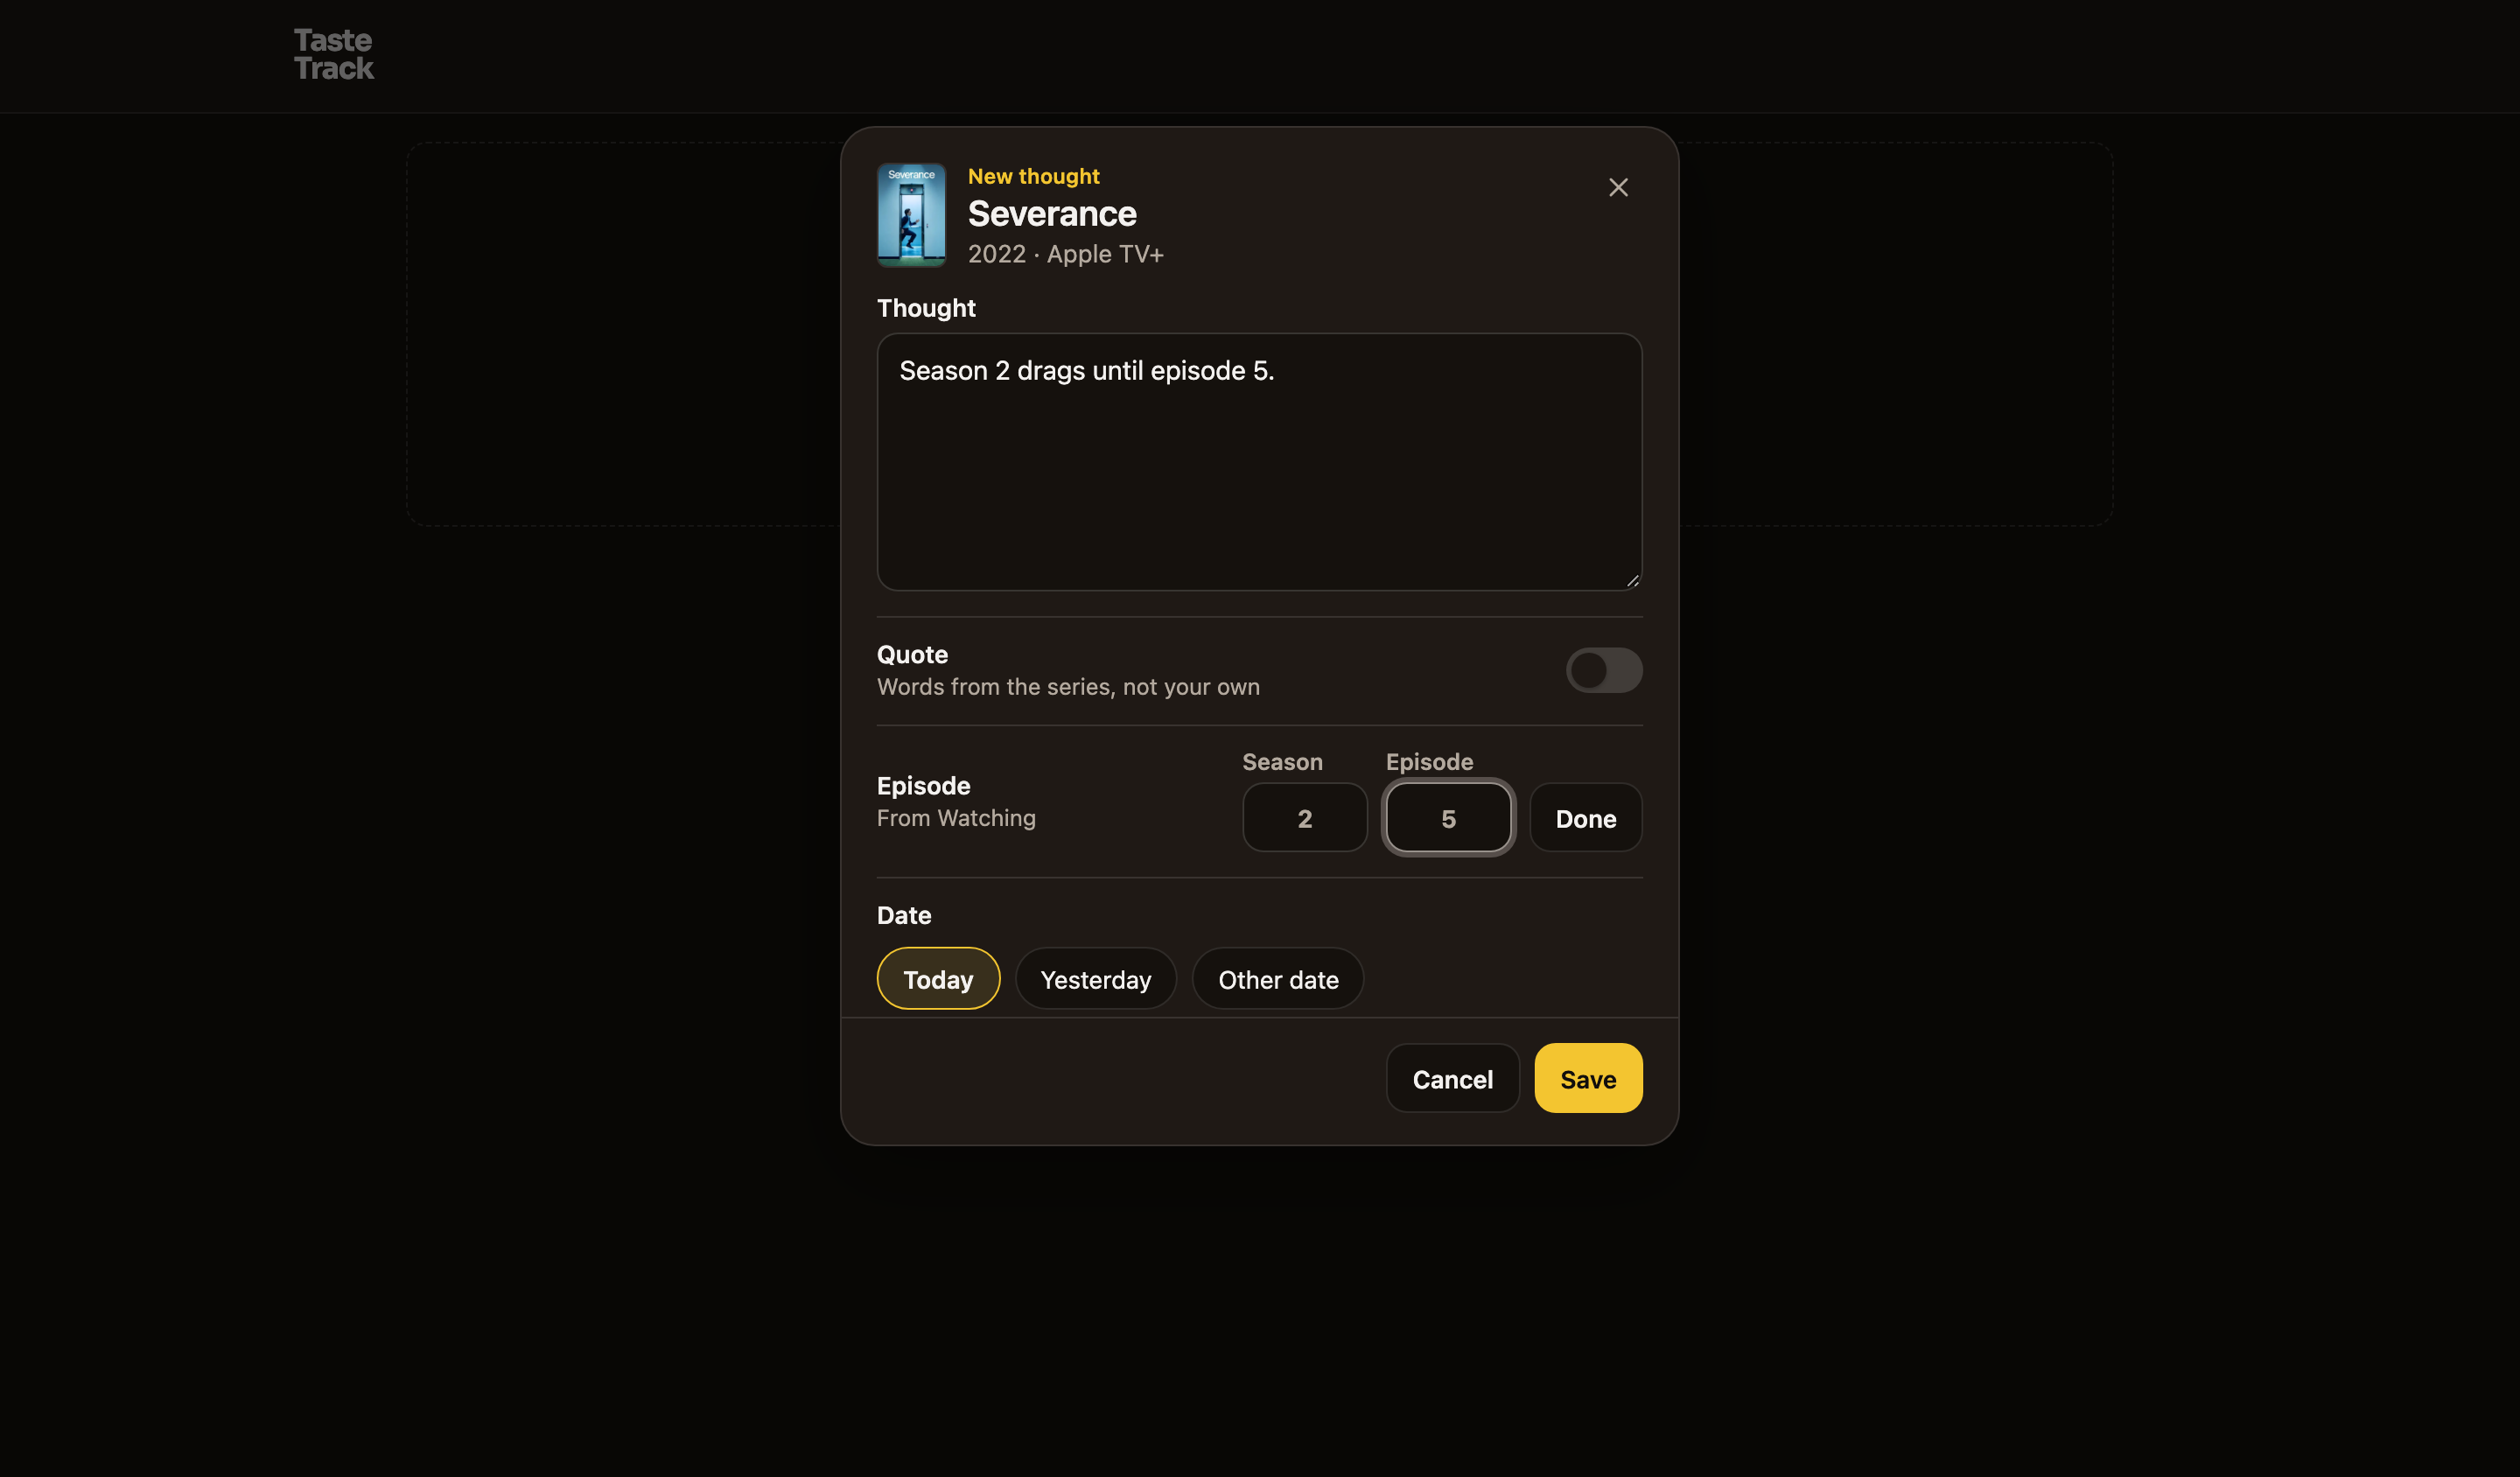 Taste
Track
Severance
New thought
Severance
2022 · Apple TV+
Thought
Season 2 drags until episode 5.
Quote
Words from the series, not your own
Season
Episode
Episode
From Watching
2
5
Done
Date
Today
Yesterday
Other date
Cancel
Save